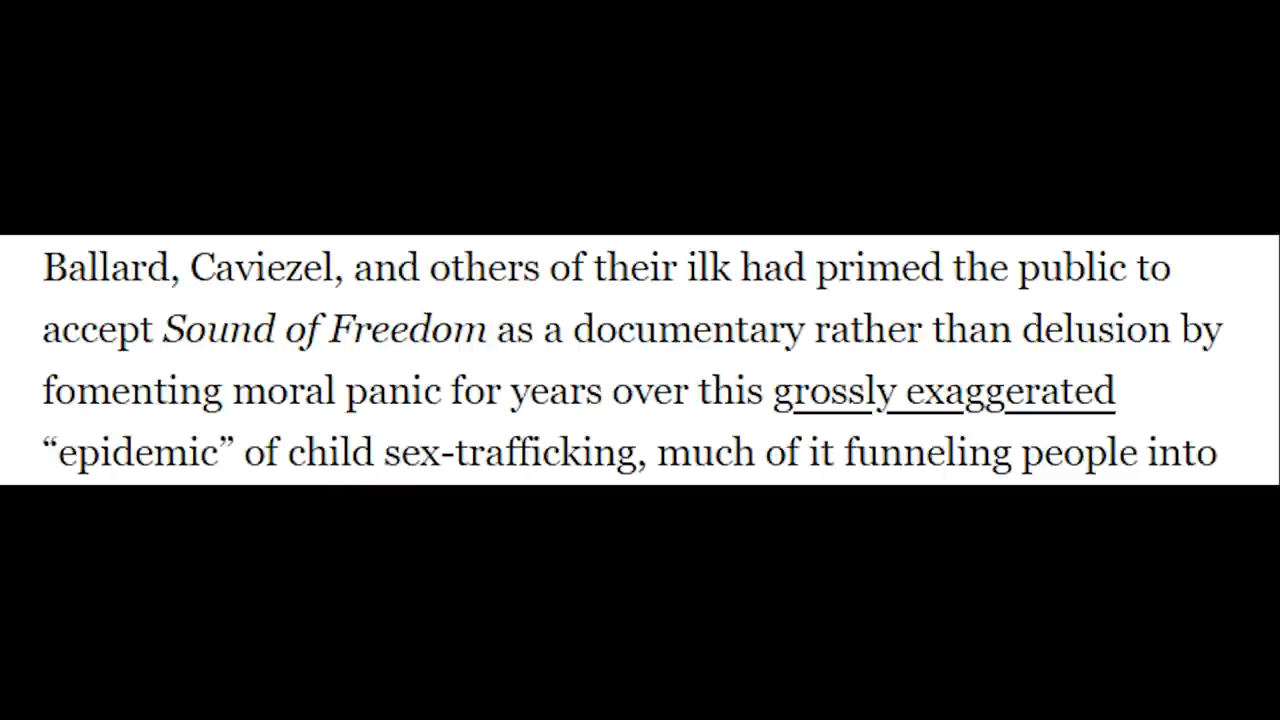 Ballard, Caviezel, and others of their ilk had primed the public to
accept Sound of Freedom as a documentary rather than delusion by
fomenting moral panic for years over this grossly exaggerated
“epidemic” of child sex-trafficking, much of it funneling people into